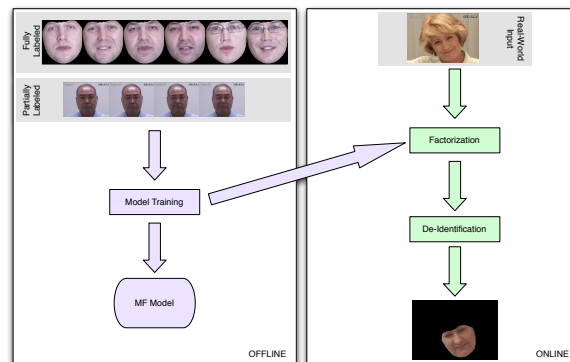 Fully
Labeled
Partially
Labeled
Model Training
MF Model
OFFLINE
Real-World
Input
Factorization
De-Identification
ONLINE